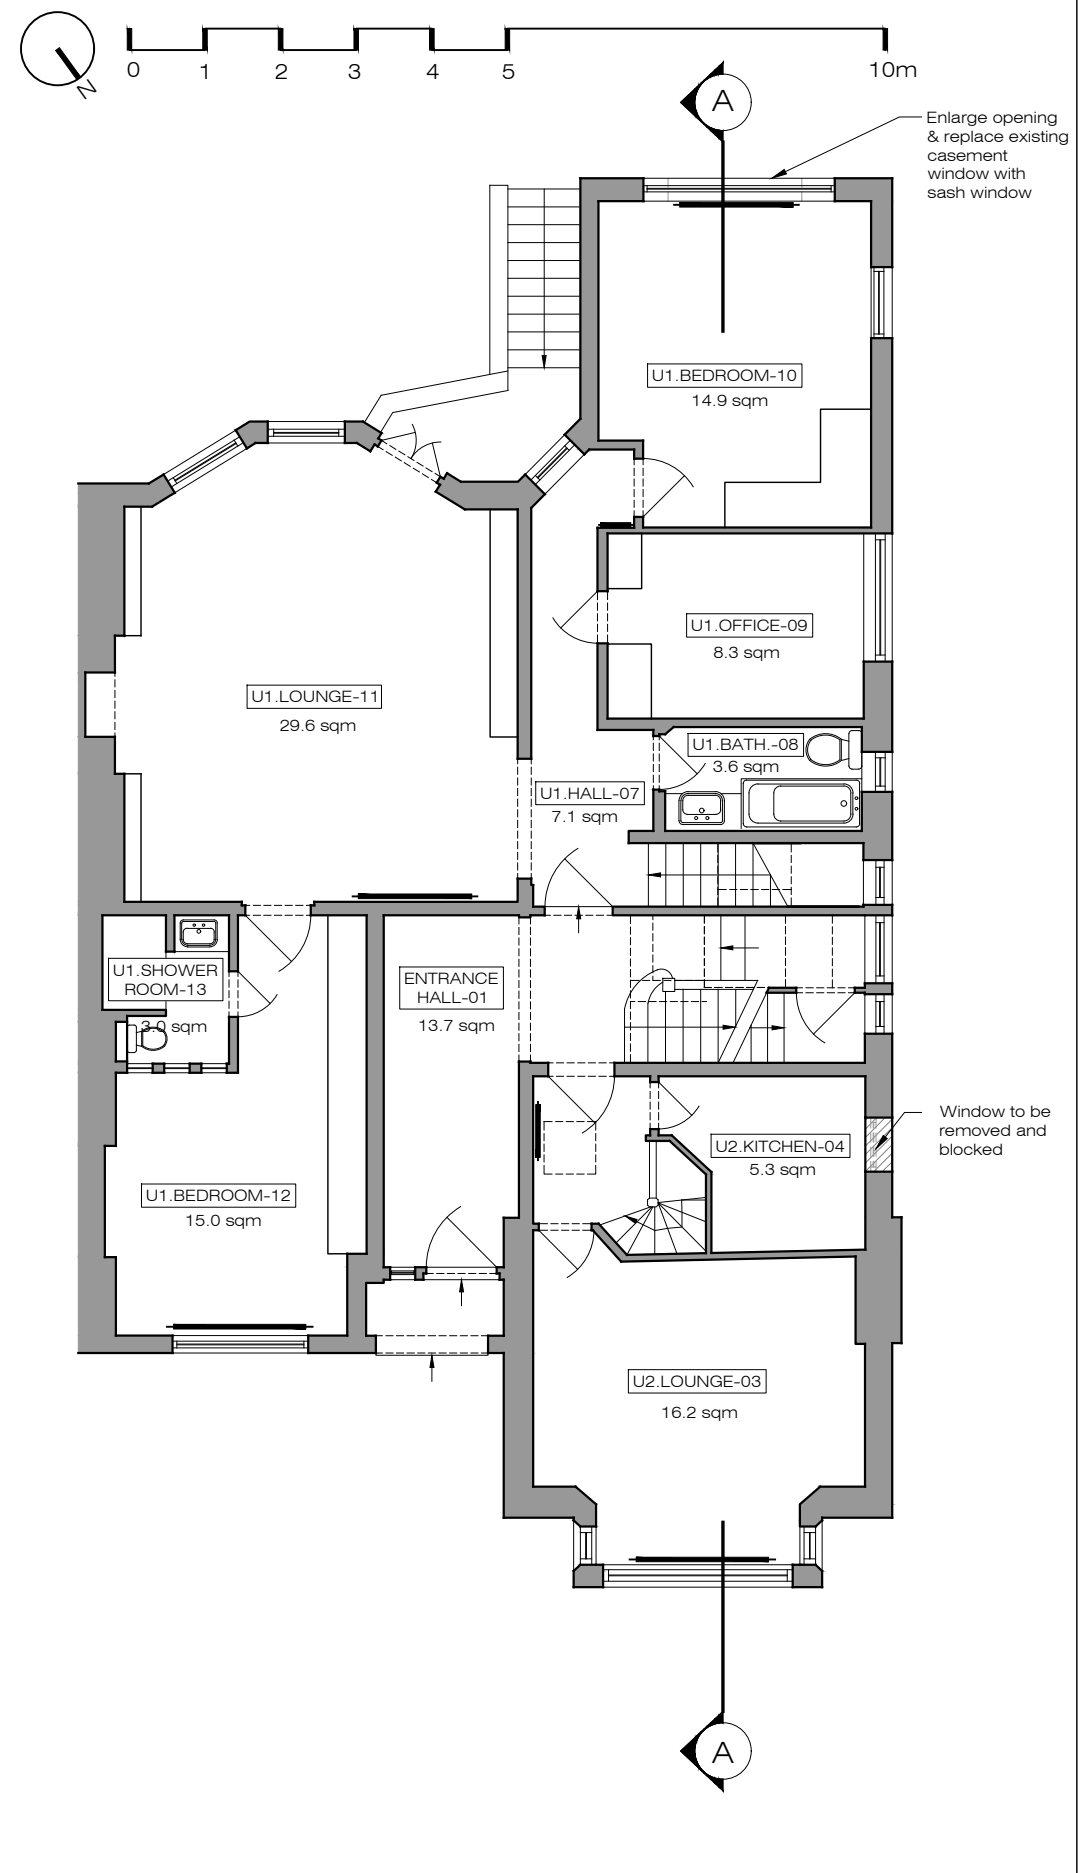 N
0 1 2 3 4 5 10m
A
Enlarge opening
& replace existing
casement
window with
sash window
U1.BEDROOM-10
14.9 sqm
U1.OFFICE-09
8.3 sqm
U1.LOUNGE-11
29.6 sqm
U1.BATH.-08
3.6 sqm
U1.HALL-07
7.1 sqm
U1.SHOWER
ROOM-13
3.0 sqm
ENTRANCE
HALL-01
13.7 sqm
Window to be
removed and
blocked
U2.KITCHEN-04
5.3 sqm
U1.BEDROOM-12
15.0 sqm
U2.LOUNGE-03
16.2 sqm
A